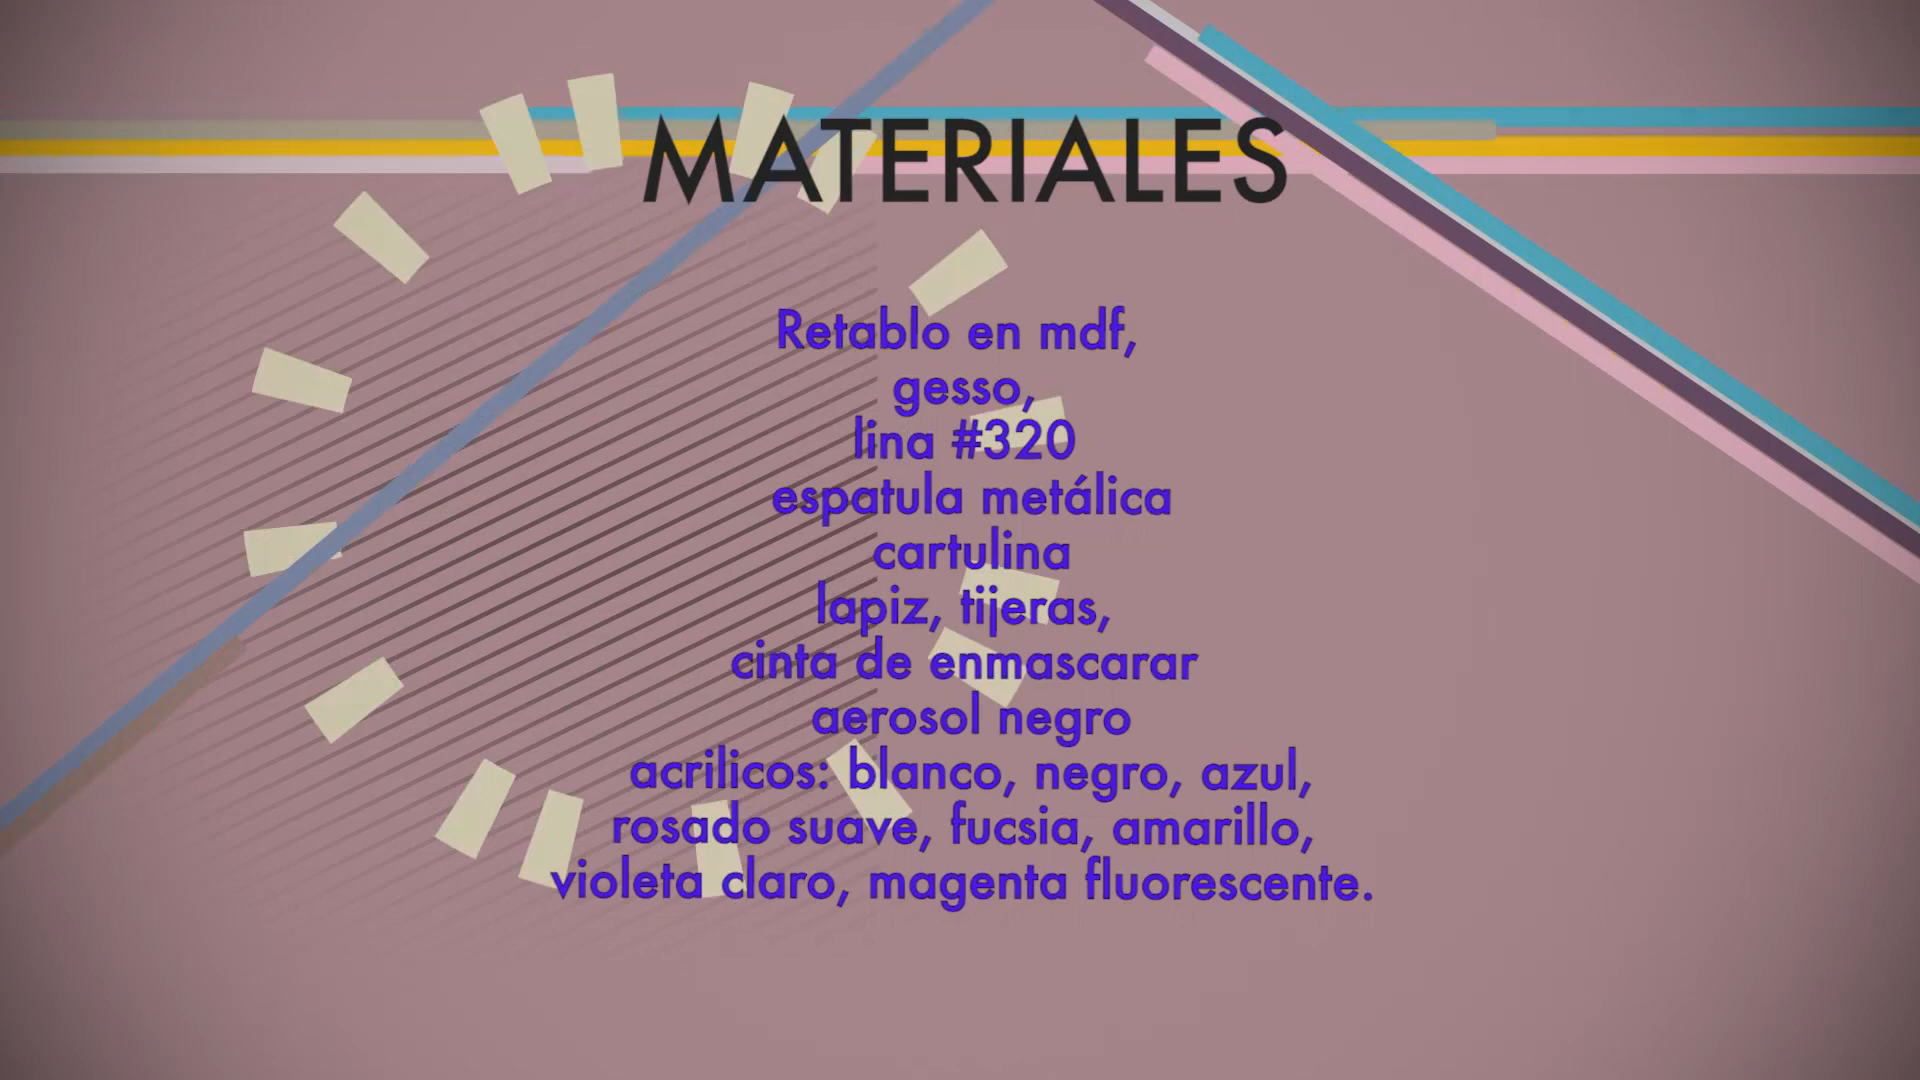 MATERIALES
Retablo en mdf,
gesso,
lina #320
espatula metálica
cartulina
lapiz, tijeras,
cinta de enmascarar
aerosol negro
acrilicos: blanco, negro, azul,
rosado suave, fucsia, amarillo,
violeta claro, magenta fluorescente.